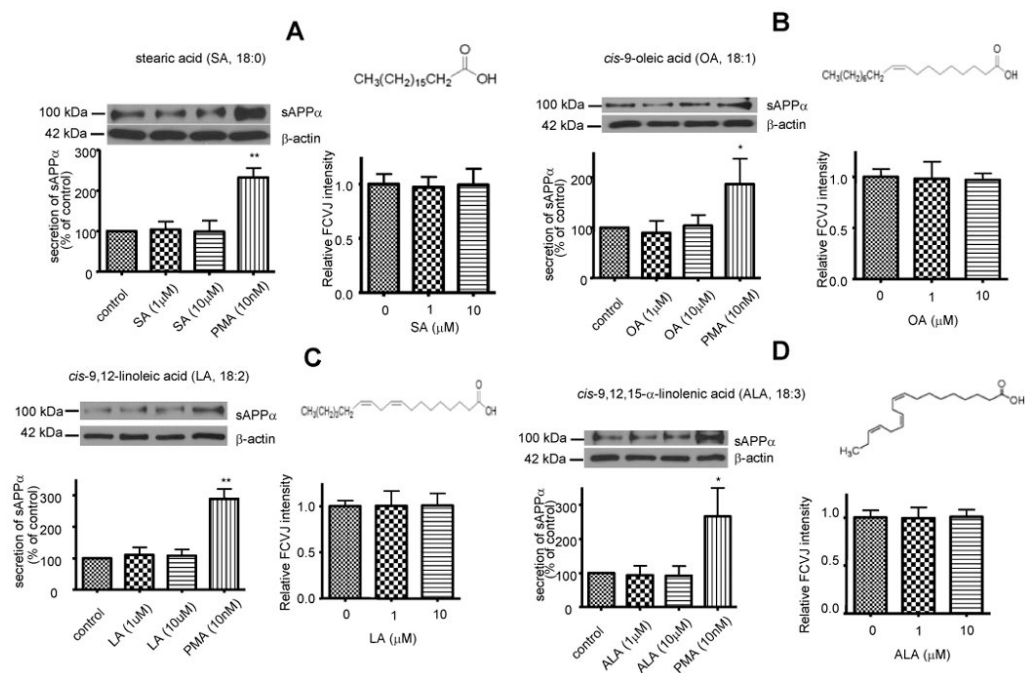 A
stearic acid (SA, 18:0)
CH₃(CH₂)₁₅CH₂
O
OH
100 kDa
sAPPα
42 kDa
β-actin
secretion of sAPPα
(% of control)
300
200
100
0
**
control
SA (1μM)
SA (10μM)
PMA (10nM)
Relative FCVJ intensity
1.0
0.5
0.0
0
1
10
SA (μM)
B
cis-9-oleic acid (OA, 18:1)
CH₃(CH₂)₆CH₂
O
OH
100 kDa
sAPPα
42 kDa
β-actin
secretion of sAPPα
(% of control)
200
100
0
*
control
OA (1μM)
OA (10μM)
PMA (10nM)
Relative FCVJ intensity
1.0
0.5
0.0
0
1
10
OA (μM)
C
cis-9,12-linoleic acid (LA, 18:2)
O
OH
100 kDa
sAPPα
42 kDa
β-actin
secretion of sAPPα
(% of control)
300
200
100
0
**
control
LA (1uM)
LA (10uM)
PMA (10nM)
Relative FCVJ intensity
1.0
0.5
0.0
0
1
10
LA (μM)
D
cis-9,12,15-α-linolenic acid (ALA, 18:3)
O
OH
H₃C
100 kDa
sAPPα
42 kDa
β-actin
secretion of sAPPα
(% of control)
300
200
100
0
*
control
ALA (1μM)
ALA (10μM)
PMA (10nM)
Relative FCVJ intensity
1.0
0.5
0.0
0
1
10
ALA (μM)